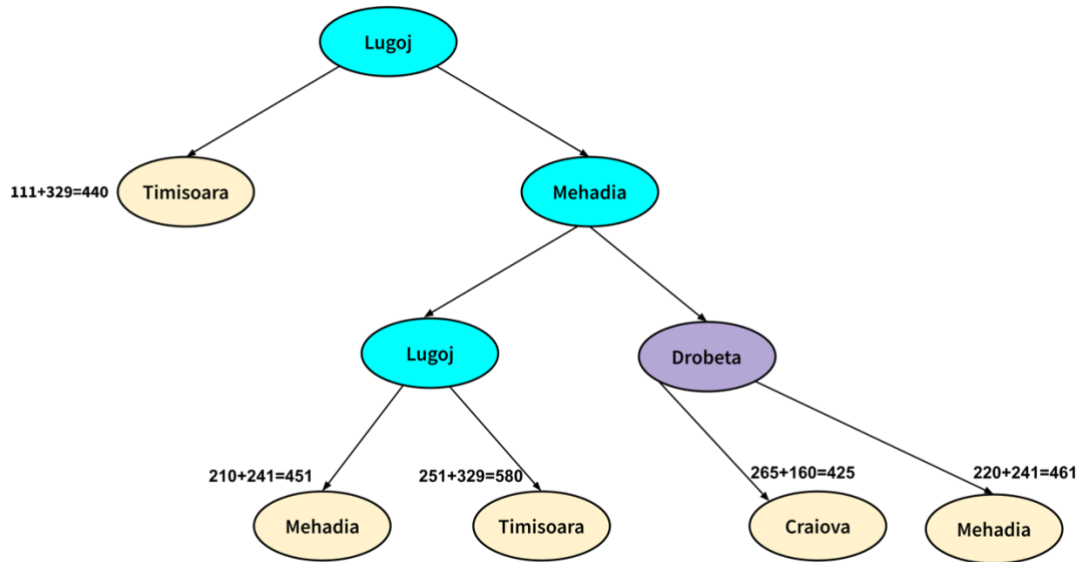 Lugoj
111+329=440
Timisoara
Mehadia
Lugoj
Drobeta
210+241=451
251+329=580
265+160=425
220+241=461
Mehadia
Timisoara
Craiova
Mehadia